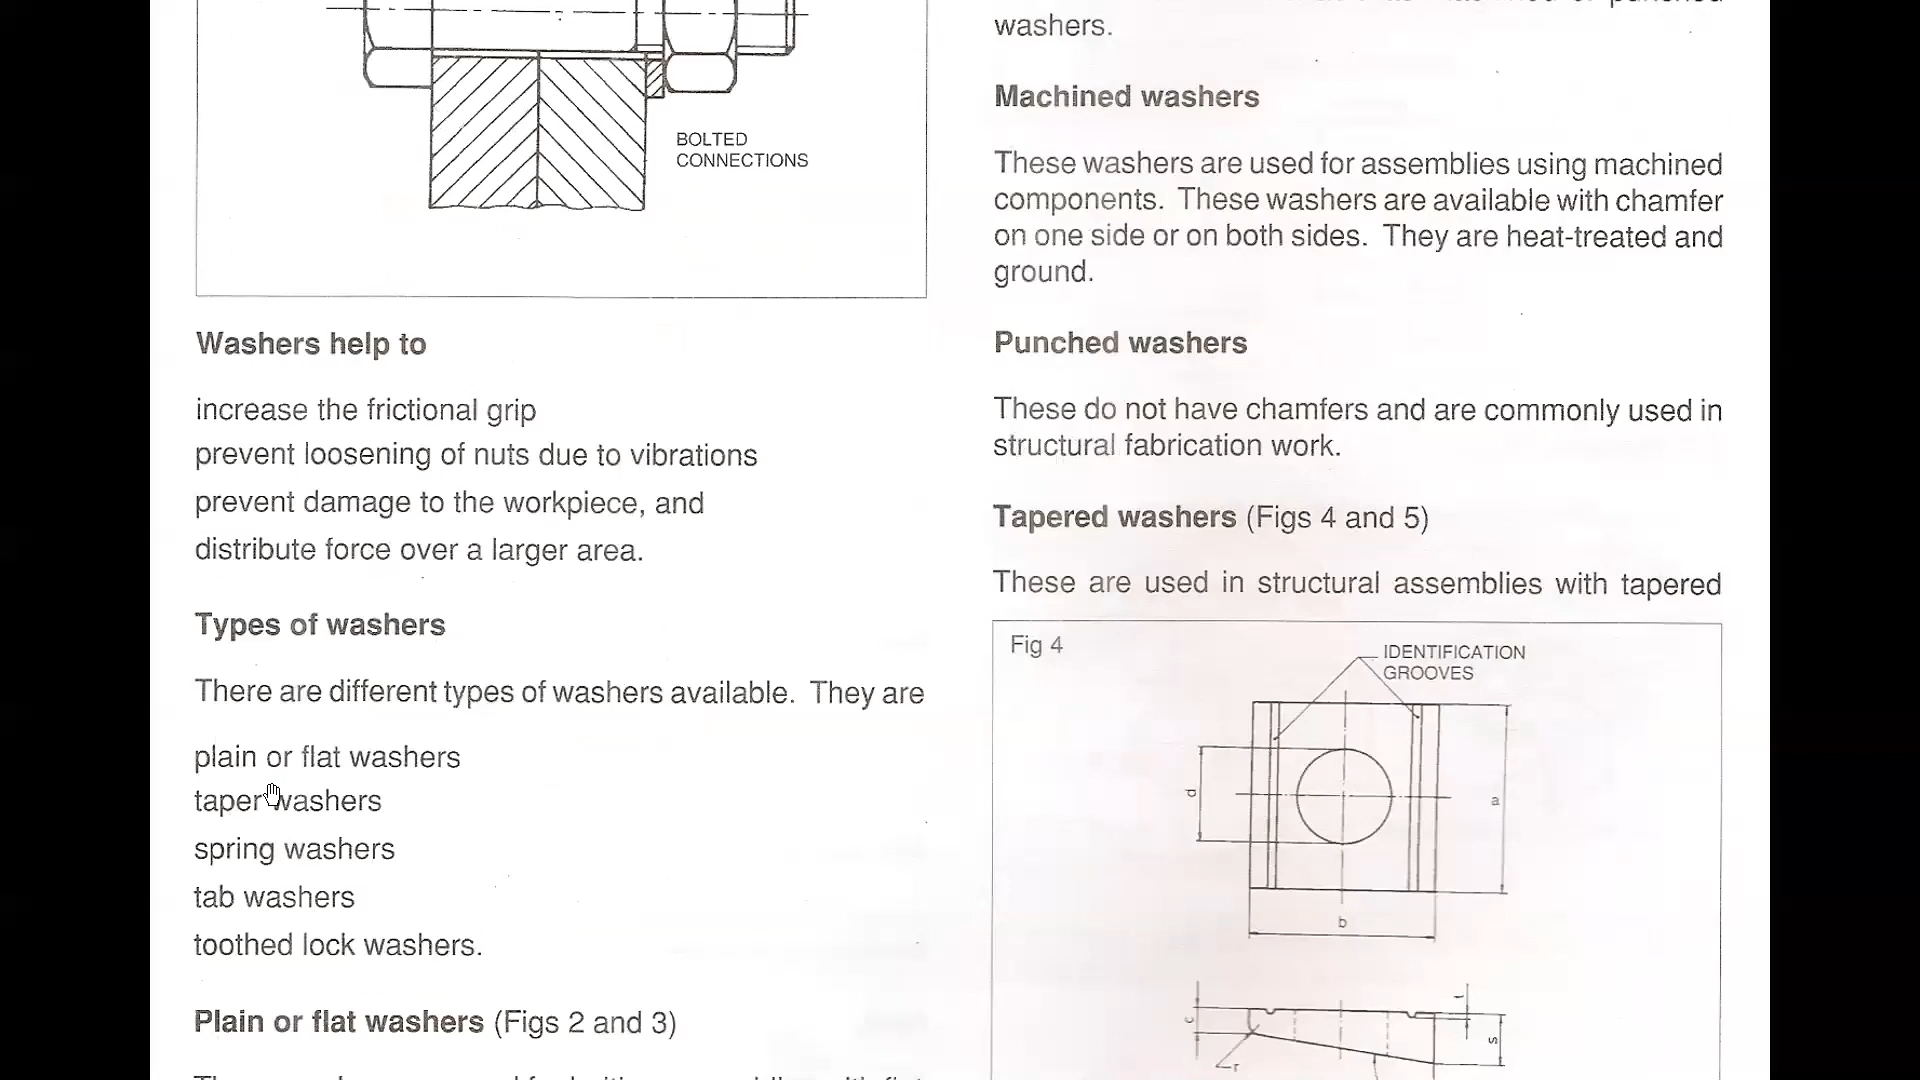 BOLTED
CONNECTIONS
Washers help to
increase the frictional grip
prevent loosening of nuts due to vibrations
prevent damage to the workpiece, and
distribute force over a larger area.
Types of washers
There are different types of washers available. They are
plain or flat washers
taper washers
spring washers
tab washers
toothed lock washers.
Plain or flat washers (Figs 2 and 3)
punched
washers.
Machined washers
These washers are used for assemblies using machined
components. These washers are available with chamfer
on one side or on both sides. They are heat-treated and
ground.
Punched washers
These do not have chamfers and are commonly used in
structural fabrication work.
Tapered washers (Figs 4 and 5)
These are used in structural assemblies with tapered
Fig 4
IDENTIFICATION
GROOVES
d
a
b
c
t
s
r